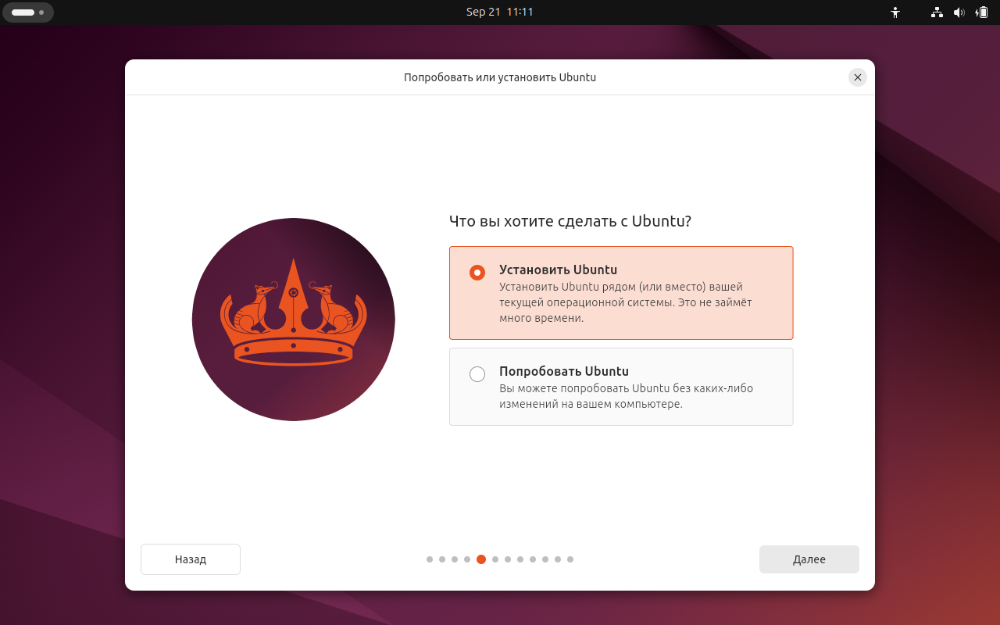 Sep 21 11:11
Попробовать или установить Ubuntu
Что вы хотите сделать с Ubuntu?
Установить Ubuntu
Установить Ubuntu рядом (или вместо) вашей
текущей операционной системы. Это не займёт
много времени.
Попробовать Ubuntu
Вы можете попробовать Ubuntu без каких-либо
изменений на вашем компьютере.
Назад
Далее